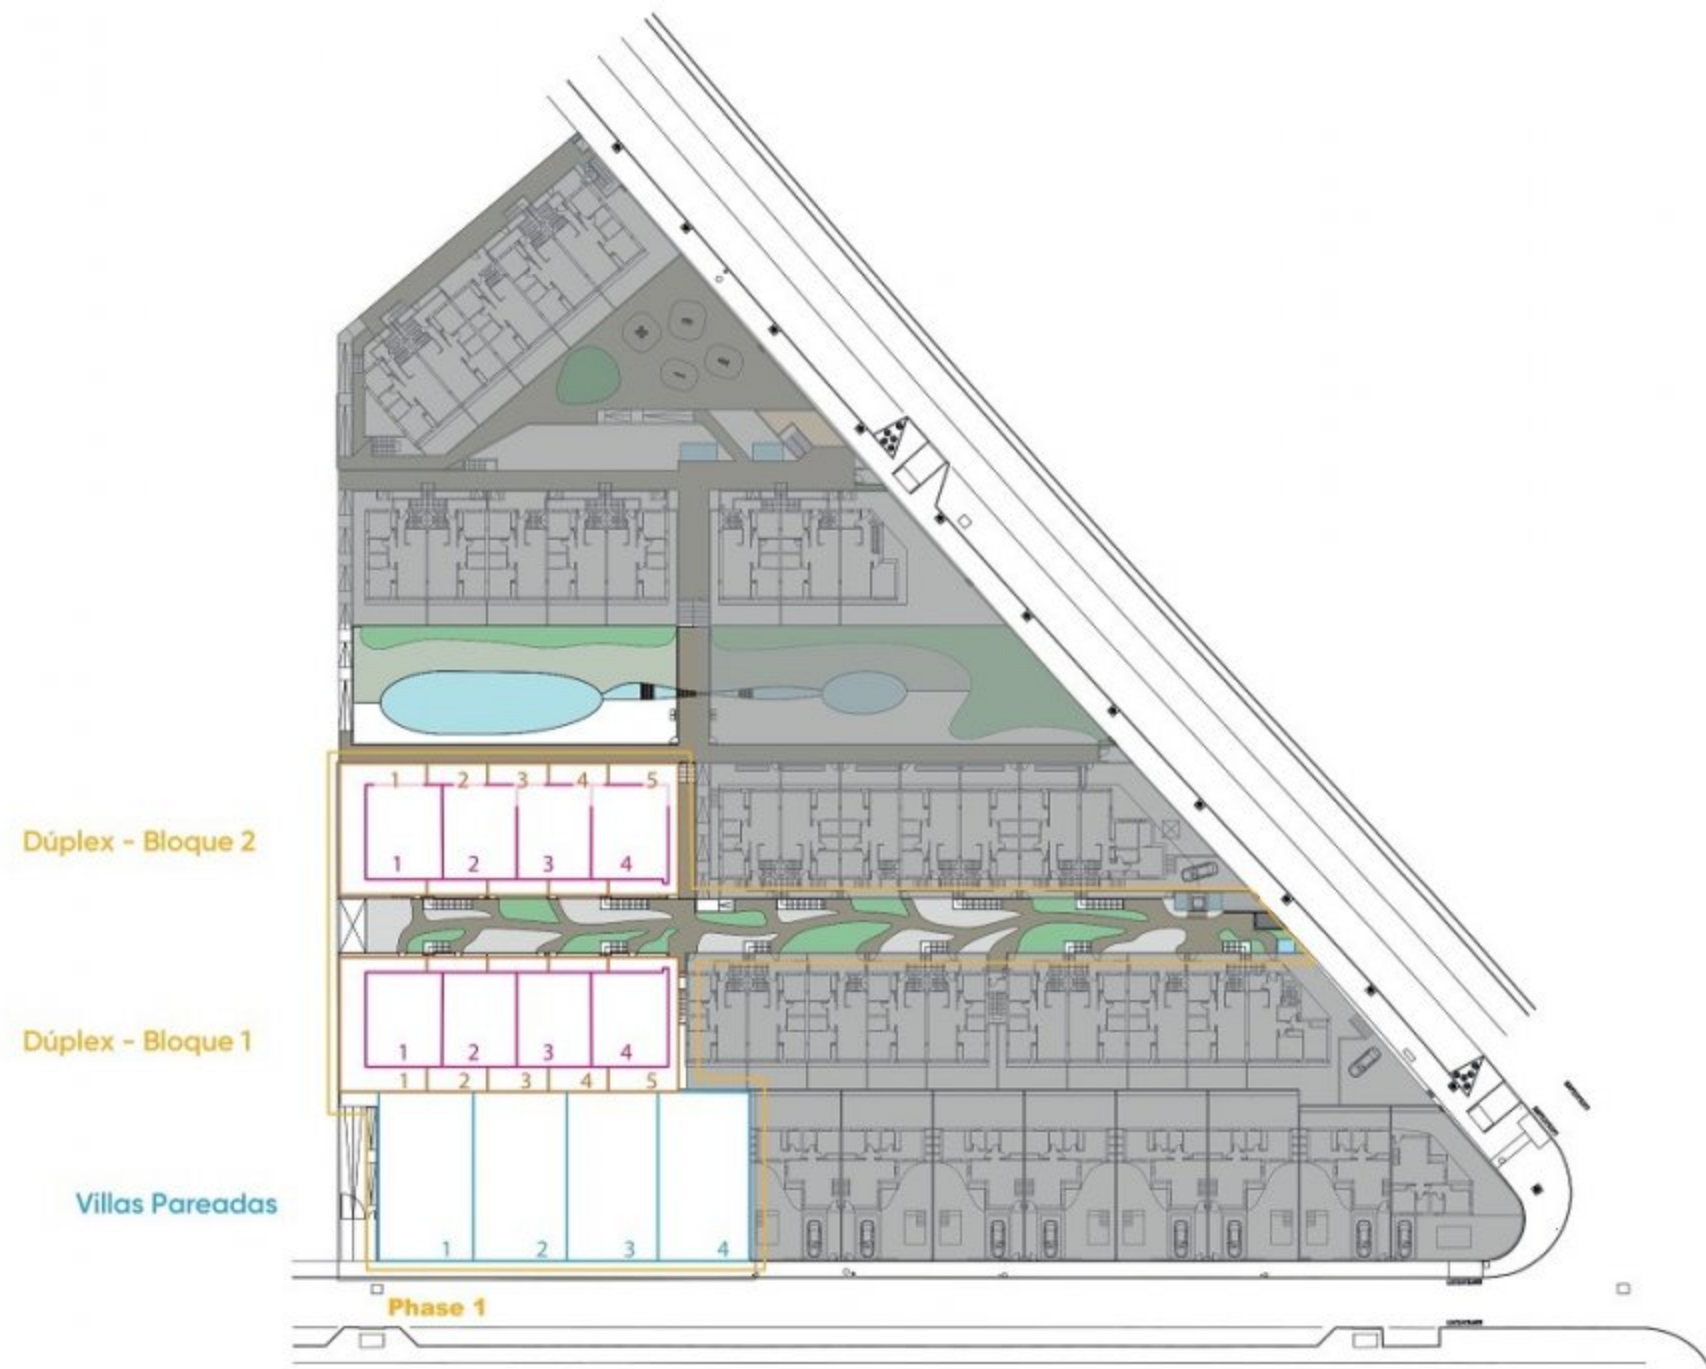 1 2 3 4 5
Dúplex - Bloque 2
1 2 3 4
Dúplex - Bloque 1
1 2 3 4
1 2 3 4 5
Villas Pareadas
1 2 3 4
Phase 1